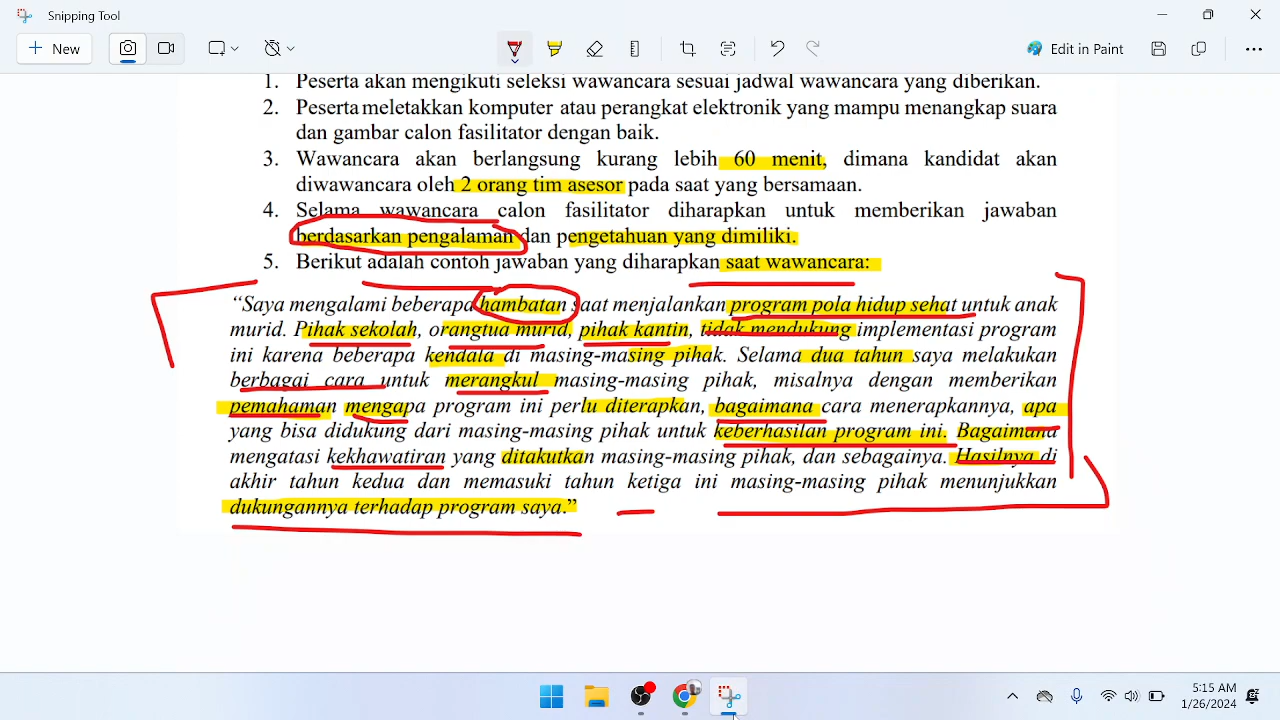 Snipping Tool
New
Edit in Paint
1. Peserta akan mengikuti seleksi wawancara sesuai jadwal wawancara yang diberikan.
2. Peserta meletakkan komputer atau perangkat elektronik yang mampu menangkap suara
dan gambar calon fasilitator dengan baik.
3. Wawancara akan berlangsung kurang lebih 60 menit, dimana kandidat akan
diwawancara oleh 2 orang tim asesor pada saat yang bersamaan.
4. Selama wawancara calon fasilitator diharapkan untuk memberikan jawaban
berdasarkan pengalaman dan pengetahuan yang dimiliki.
5. Berikut adalah contoh jawaban yang diharapkan saat wawancara:
“Saya mengalami beberapa hambatan saat menjalankan program pola hidup sehat untuk anak
murid. Pihak sekolah, orangtua murid, pihak kantin, tidak mendukung implementasi program
ini karena beberapa kendala di masing-masing pihak. Selama dua tahun saya melakukan
berbagai cara untuk merangkul masing-masing pihak, misalnya dengan memberikan
pemahaman mengapa program ini perlu diterapkan, bagaimana cara menerapkannya, apa
yang bisa didukung dari masing-masing pihak untuk keberhasilan program ini. Bagaimana
mengatasi kekhawatiran yang ditakutkan masing-masing pihak, dan sebagainya. Hasilnya di
akhir tahun kedua dan memasuki tahun ketiga ini masing-masing pihak menunjukkan
dukungannya terhadap program saya.”
5:15 AM
1/26/2024